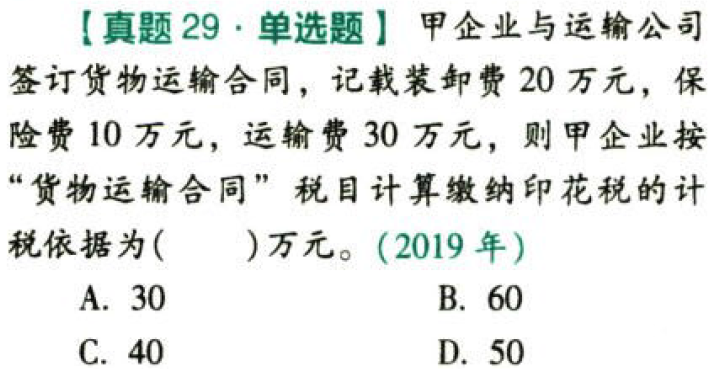 【真题 29·单选题】 甲企业与运输公司
签订货物运输合同，记载装卸费 20 万元，保
险费 10 万元，运输费 30 万元，则甲企业按
“货物运输合同”税目计算缴纳印花税的计
税依据为(  )万元。(2019 年)
A. 30 B. 60
C. 40 D. 50